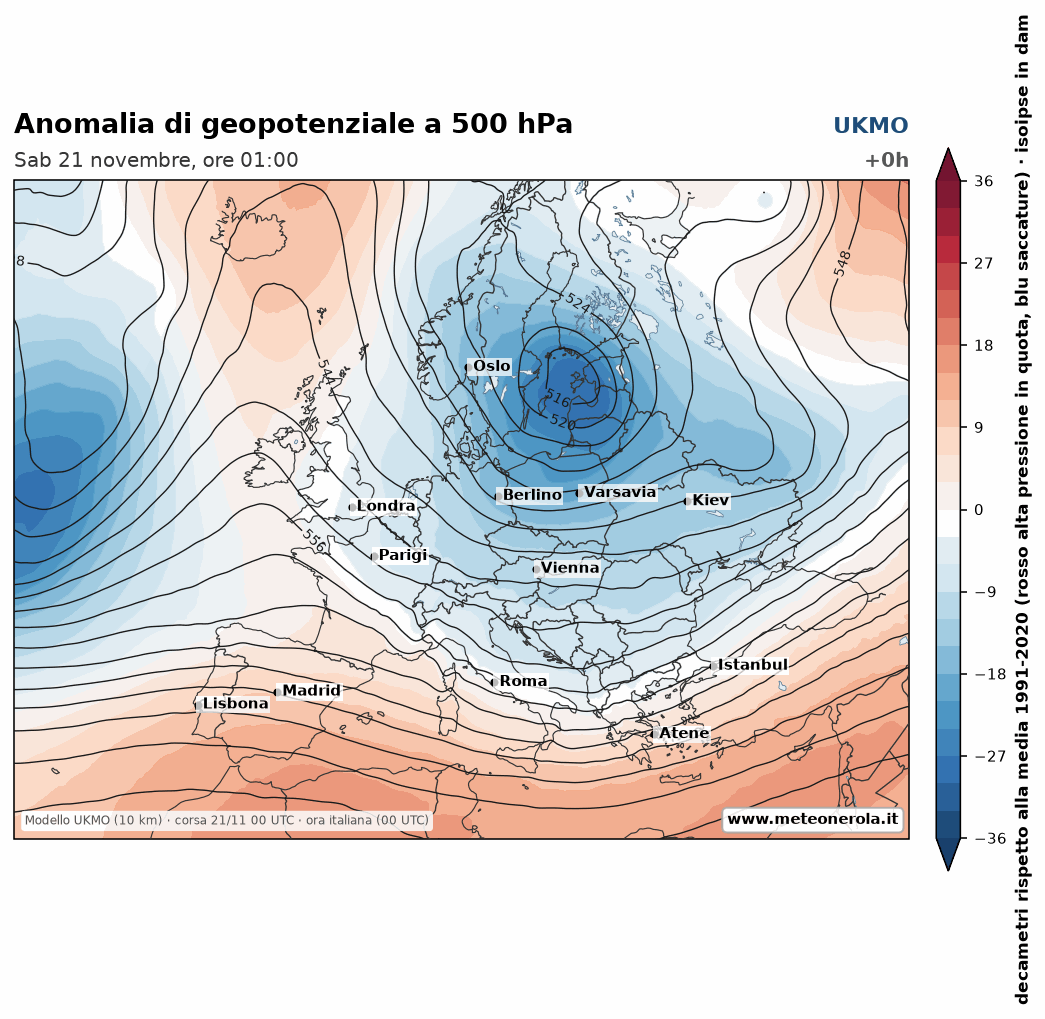 Anomalia di geopotenziale a 500 hPa
UKMO
Sab 21 novembre, ore 01:00
+0h
36
27
18
9
0
−9
−18
−27
−36
decametri rispetto alla media 1991-2020 (rosso alta pressione in quota, blu saccature) · isoipse in dam
8
548
524
516
520
556
Oslo
Berlino
Varsavia
Kiev
Londra
Parigi
Vienna
Istanbul
Roma
Madrid
Lisbona
Atene
Modello UKMO (10 km) · corsa 21/11 00 UTC · ora italiana (00 UTC)
www.meteonerola.it